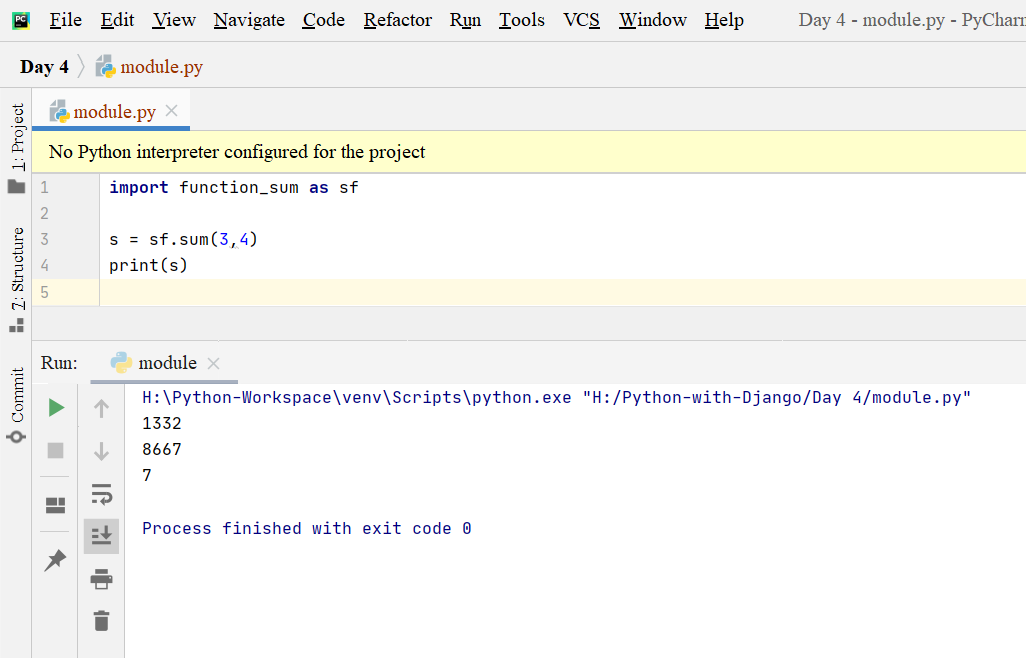 File Edit View Navigate Code Refactor Run Tools VCS Window Help Day 4 - module.py -
Day 4 module.py
1: Project
module.py
No Python interpreter configured for the project
1 import function_sum as sf
2
3 s = sf.sum(3,4)
4 print(s)
5
7: Structure
Run: module
Commit
H:\Python-Workspace\venv\Scripts\python.exe "H:/Python-with-Django/Day 4/module.py"
1332
8667
7
Process finished with exit code 0